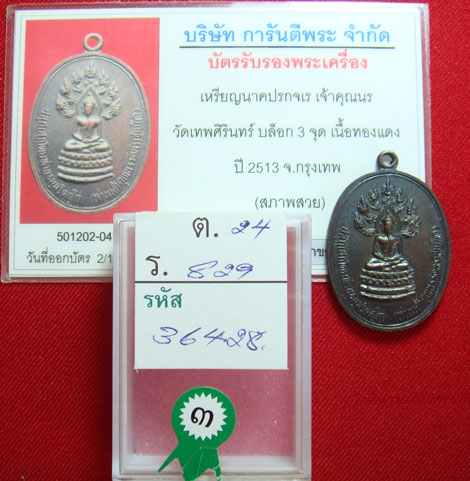 บริษัท การันตีพระ จำกัด
บัตรรับรองพระเครื่อง
เหรียญนาคปรกจเร เจ้าคุณนร
วัดเทพศิรินทร์ บล็อก 3 จุด เนื้อทองแดง
ปี 2513 จ.กรุงเทพ
(สภาพสวย)
501202-04
วันที่ออกบัตร 2/1
ต. 24
ร. 829
รหัส
36428.
๓